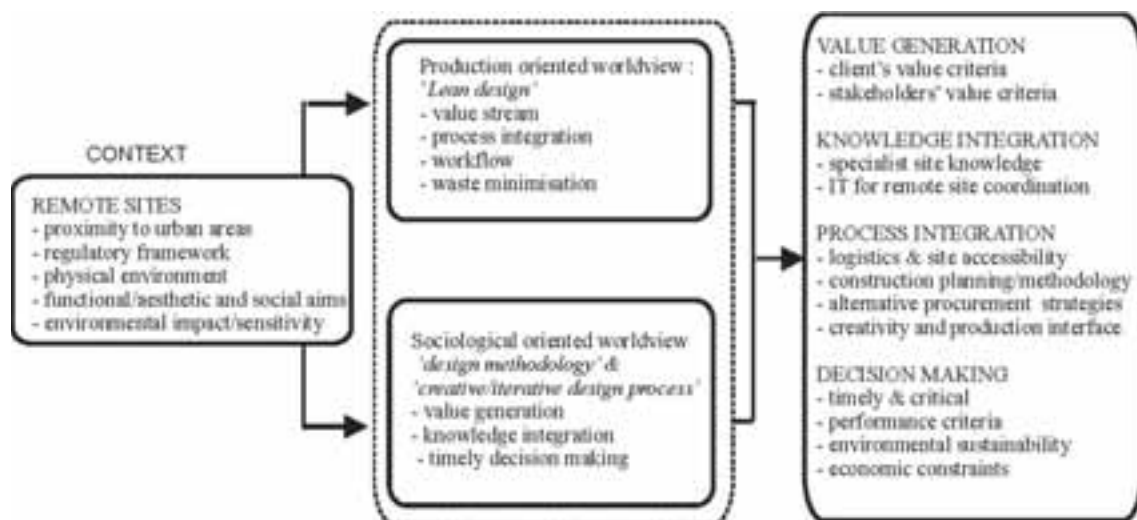 CONTEXT
REMOTE SITES
- proximity to urban areas
- regulatory framework
- physical environment
- functional/aesthetic and social aims
- environmental impact/sensitivity
Production oriented worldview :
'Lean design'
- value stream
- process integration
- workflow
- waste minimisation
Sociological oriented worldview
'design methodology' &
'creative/iterative design process'
- value generation
- knowledge integration
- timely decision making
VALUE GENERATION
- client's value criteria
- stakeholders' value criteria
KNOWLEDGE INTEGRATION
- specialist site knowledge
- IT for remote site coordination
PROCESS INTEGRATION
- logistics & site accessibility
- construction planning/methodology
- alternative procurement strategies
- creativity and production interface
DECISION MAKING
- timely & critical
- performance criteria
- environmental sustainability
- economic constraints